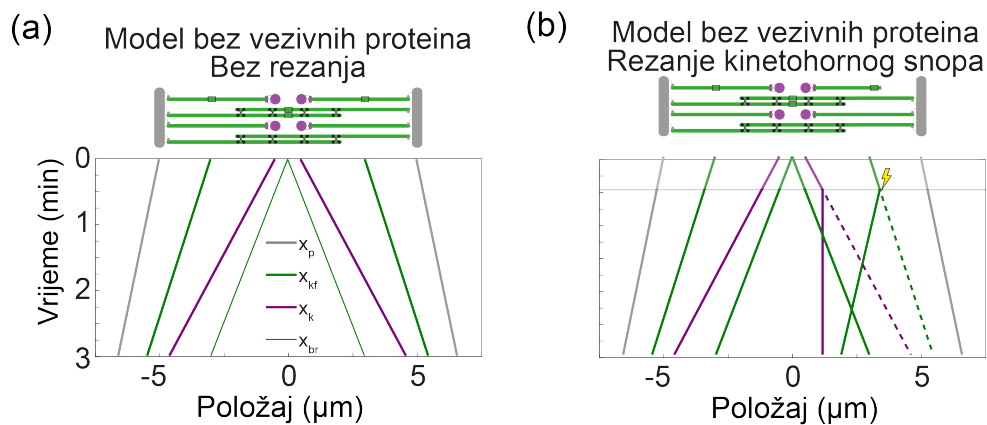 (a)
Model bez vezivnih proteina
Bez rezanja
0
1
2
3
Vrijeme (min)
x_p
x_kf
x_k
x_br
-5
0
5
Položaj (µm)
(b)
Model bez vezivnih proteina
Rezanje kinetohornog snopa
-5
0
5
Položaj (µm)